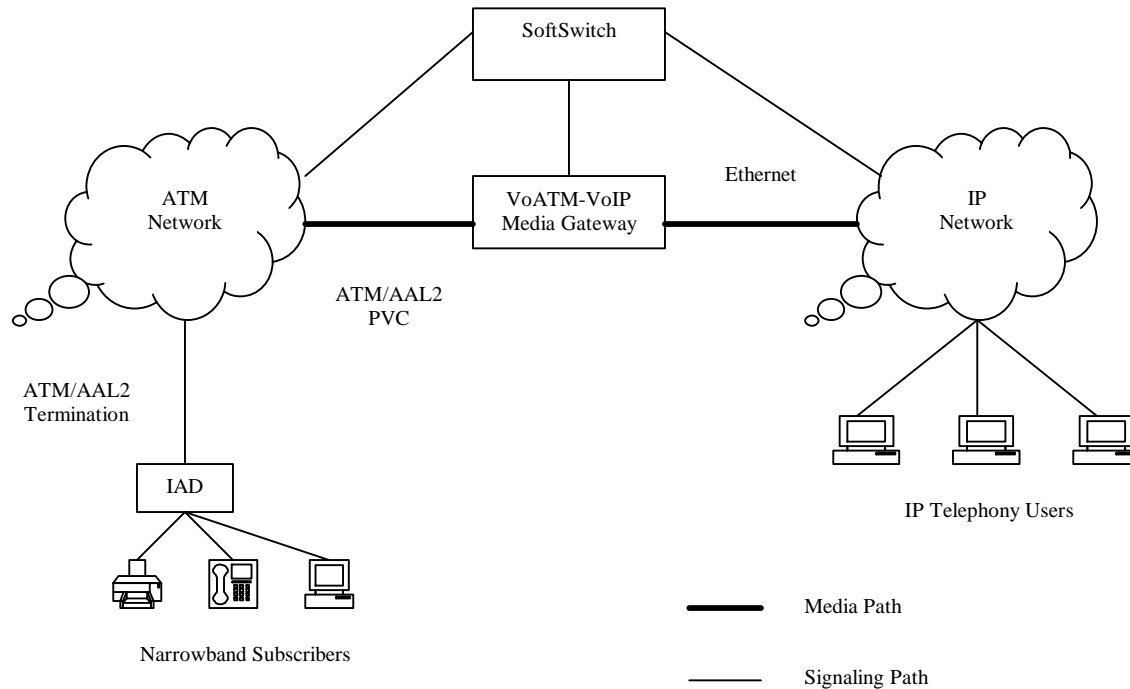 SoftSwitch
ATM
Network
VoATM-VoIP
Media Gateway
Ethernet
IP
Network
ATM/AAL2
PVC
ATM/AAL2
Termination
IAD
IP Telephony Users
Narrowband Subscribers
Media Path
Signaling Path